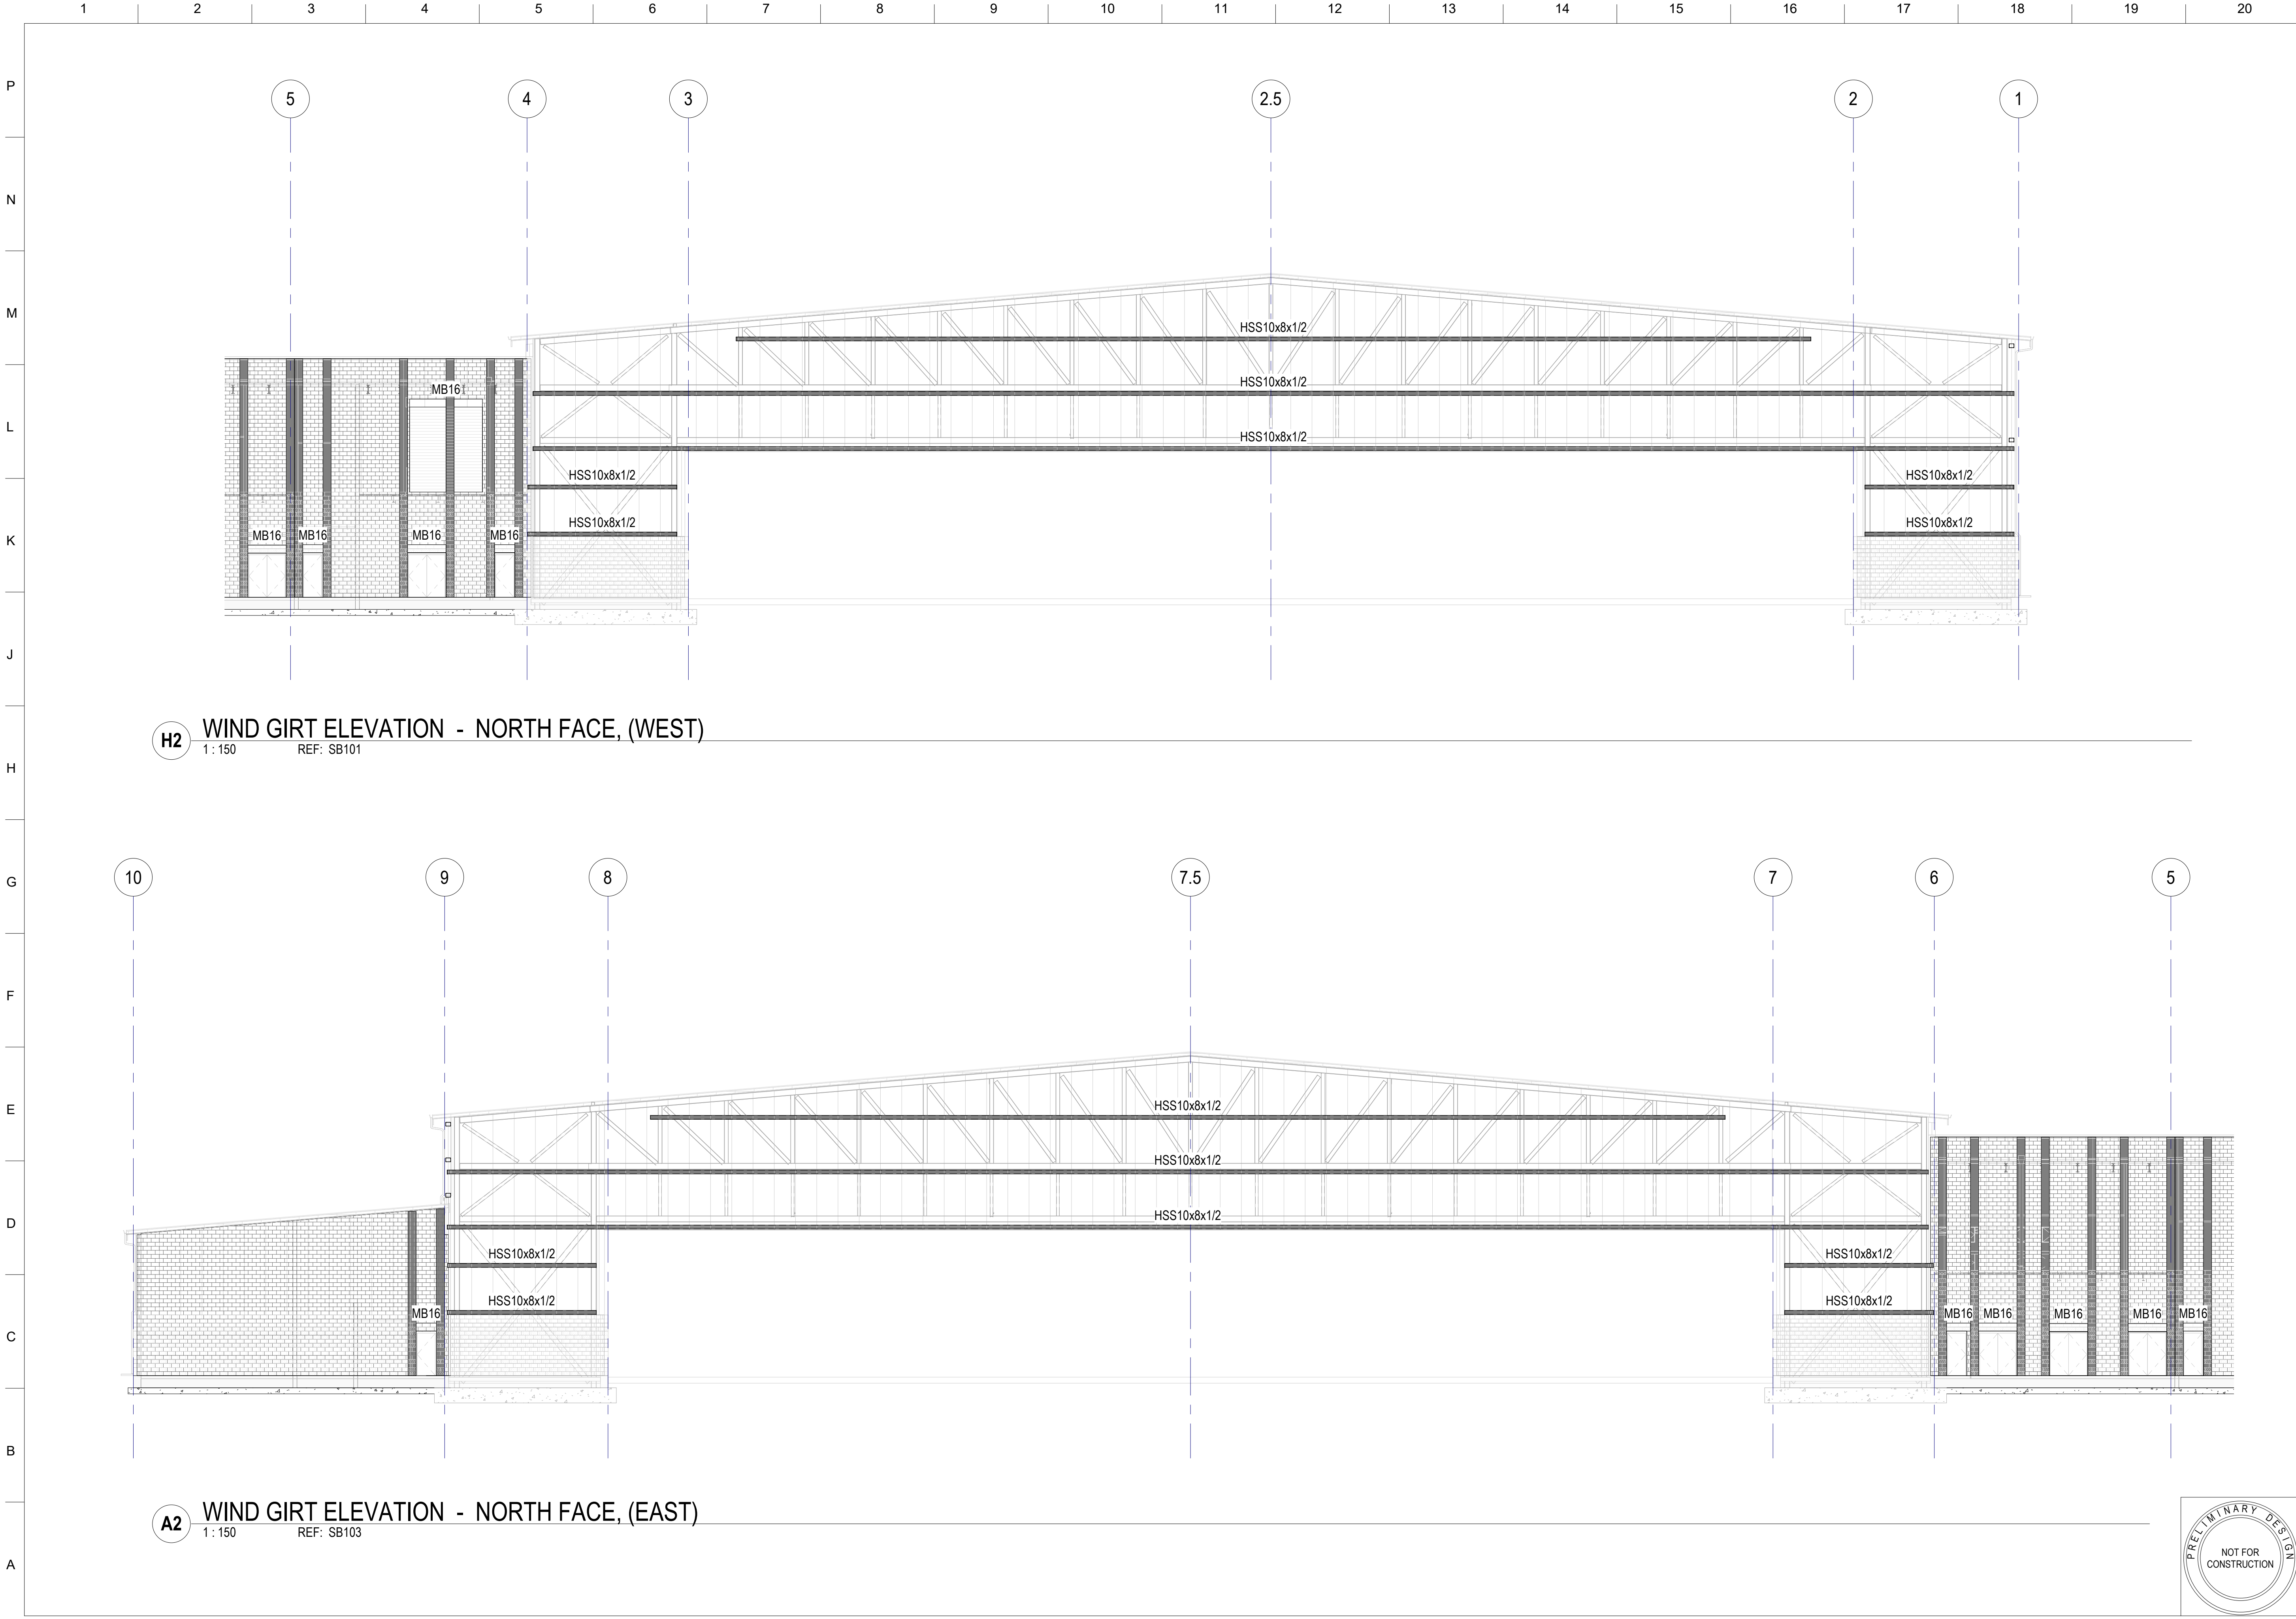 1 2 3 4 5 6 7 8 9 10 11 12 13 14 15 16 17 18 19 20
P
5 4 3 2.5 2 1
N
M
HSS10x8x1/2
HSS10x8x1/2
MB16
L
HSS10x8x1/2
HSS10x8x1/2 HSS10x8x1/2
HSS10x8x1/2 HSS10x8x1/2
MB16 MB16 MB16 MB16
K
J
H2 WIND GIRT ELEVATION - NORTH FACE, (WEST)
1 : 150 REF: SB101
H
10 9 8 7.5 7 6 5
G
F
HSS10x8x1/2
E
HSS10x8x1/2
HSS10x8x1/2
D
HSS10x8x1/2 HSS10x8x1/2
HSS10x8x1/2 HSS10x8x1/2
MB16 MB16 MB16 MB16 MB16 MB16
C
B
A2 WIND GIRT ELEVATION - NORTH FACE, (EAST)
1 : 150 REF: SB103
A
PRELIMINARY DESIGN
NOT FOR
CONSTRUCTION